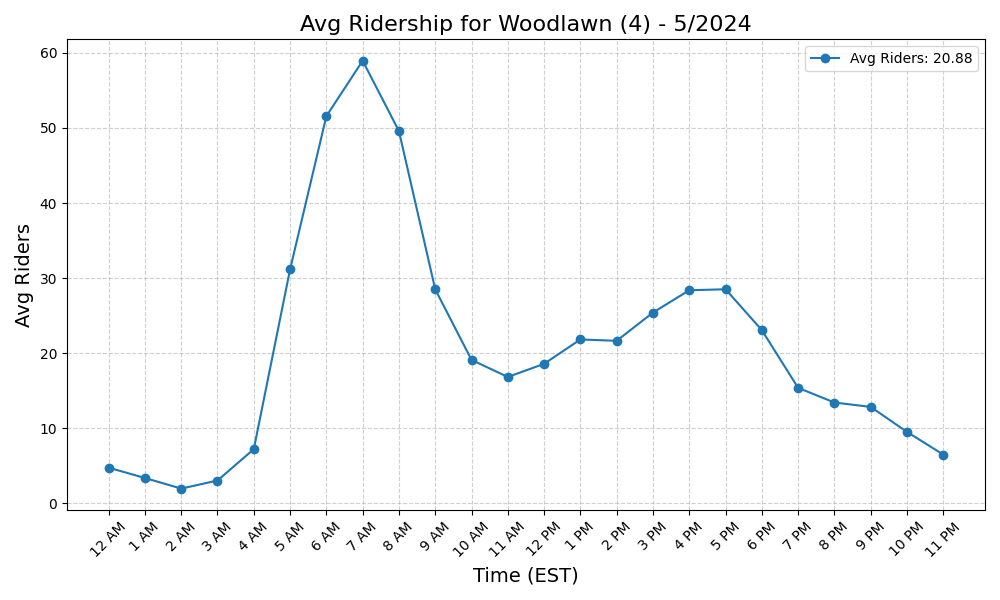 Avg Ridership for Woodlawn (4) - 5/2024
Avg Riders: 20.88
Avg Riders
60
50
40
30
20
10
0
12 AM
1 AM
2 AM
3 AM
4 AM
5 AM
6 AM
7 AM
8 AM
9 AM
10 AM
11 AM
12 PM
1 PM
2 PM
3 PM
4 PM
5 PM
6 PM
7 PM
8 PM
9 PM
10 PM
11 PM
Time (EST)